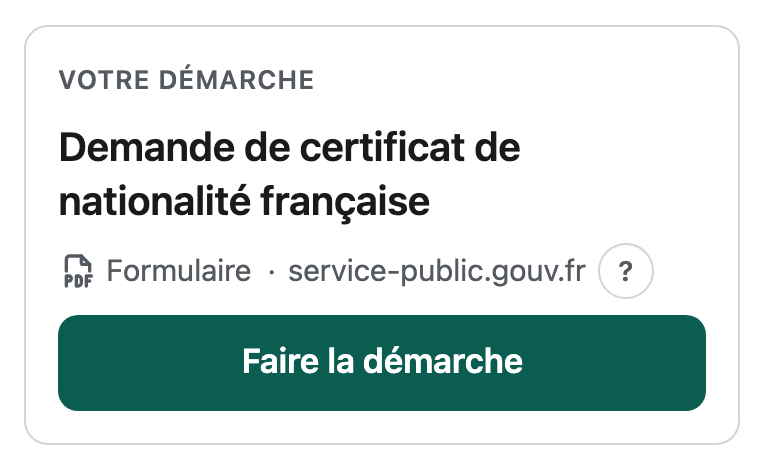 VOTRE DÉMARCHE
Demande de certificat de
nationalité française
PDF Formulaire · service-public.gouv.fr ?
Faire la démarche